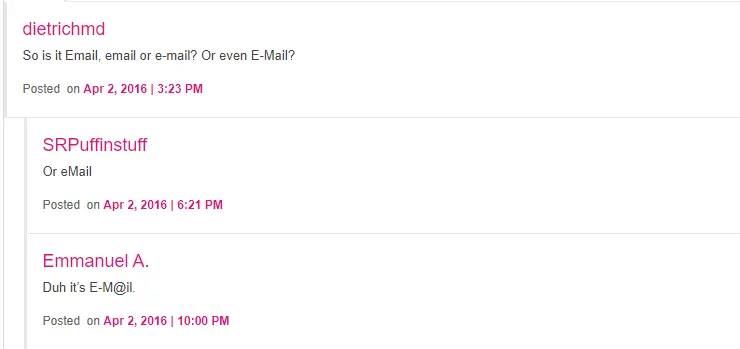 dietrichmd
So is it Email, email or e-mail? Or even E-Mail?
Posted on Apr 2, 2016 | 3:23 PM
SRPuffinstuff
Or eMail
Posted on Apr 2, 2016 | 6:21 PM
Emmanuel A.
Duh it’s E-M@il.
Posted on Apr 2, 2016 | 10:00 PM